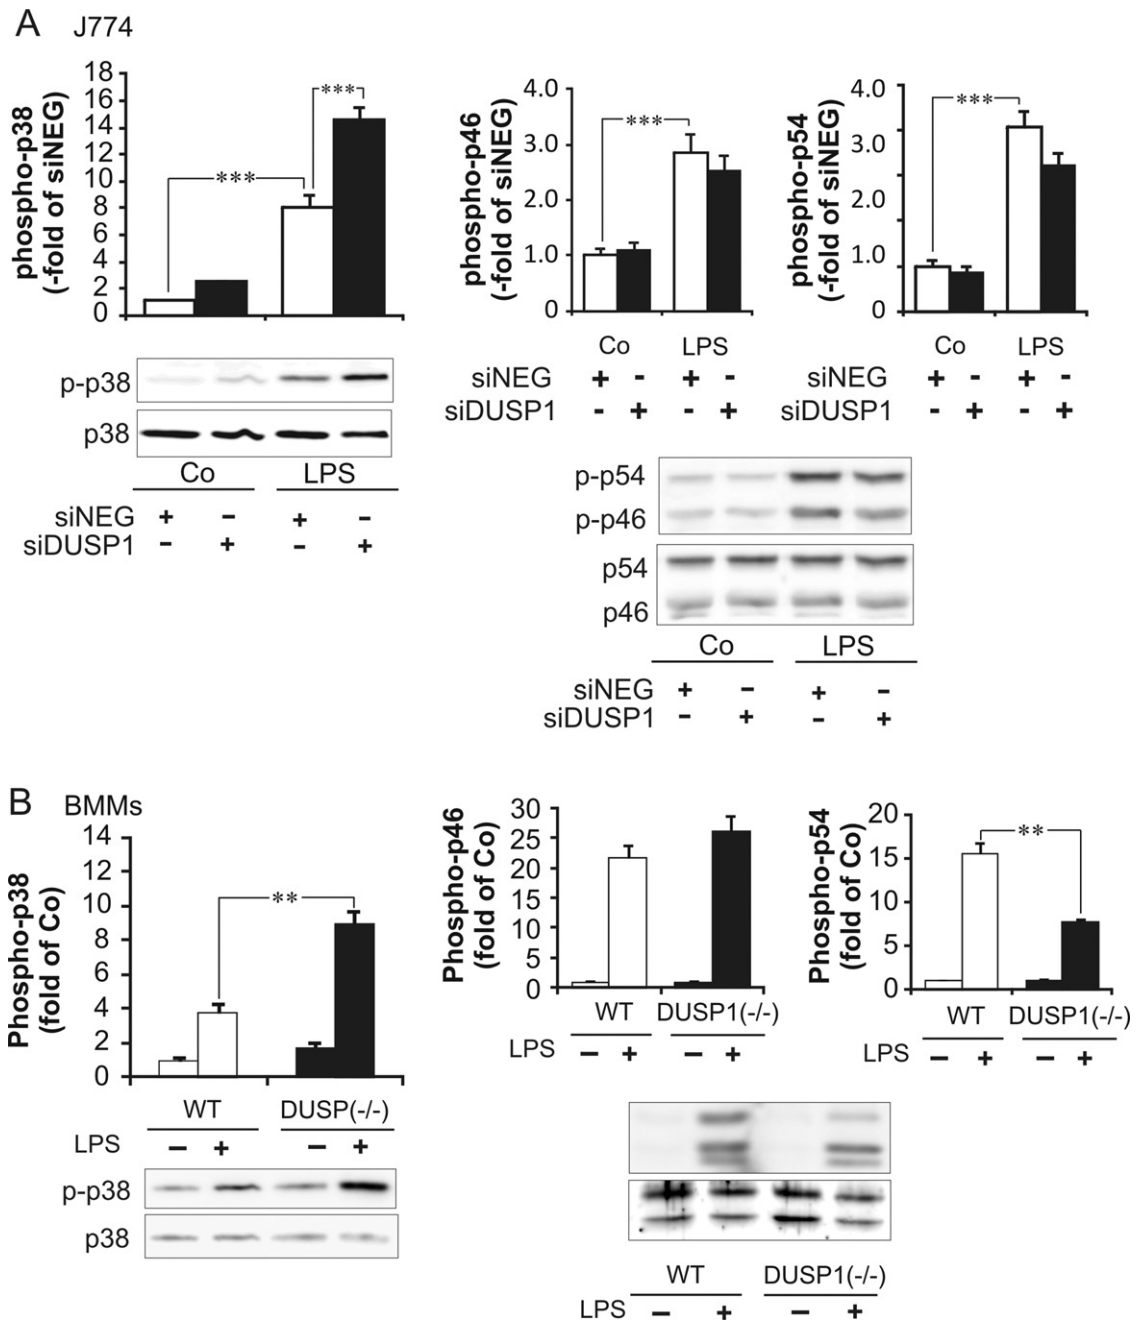 A J774
phospho-p38
(-fold of siNEG)
18
16
14
12
10
8
6
4
2
0
***
***
p-p38
p38
Co LPS
siNEG + - + -
siDUSP1 - + - +
phospho-p46
(-fold of siNEG)
4.0
3.0
2.0
1.0
0
***
Co LPS
siNEG + - + -
siDUSP1 - + - +
phospho-p54
(-fold of siNEG)
4.0
3.0
2.0
1.0
0
***
Co LPS
siNEG + - + -
siDUSP1 - + - +
p-p54
p-p46
p54
p46
Co LPS
siNEG + - + -
siDUSP1 - + - +
B BMMs
Phospho-p38
(fold of Co)
14
12
10
8
6
4
2
0
**
WT DUSP(-/-)
LPS − + − +
p-p38
p38
Phospho-p46
(fold of Co)
30
25
20
15
10
5
0
WT DUSP1(-/-)
LPS − + − +
Phospho-p54
(fold of Co)
20
15
10
5
0
**
WT DUSP1(-/-)
LPS − + − +
WT DUSP1(-/-)
LPS − + − +